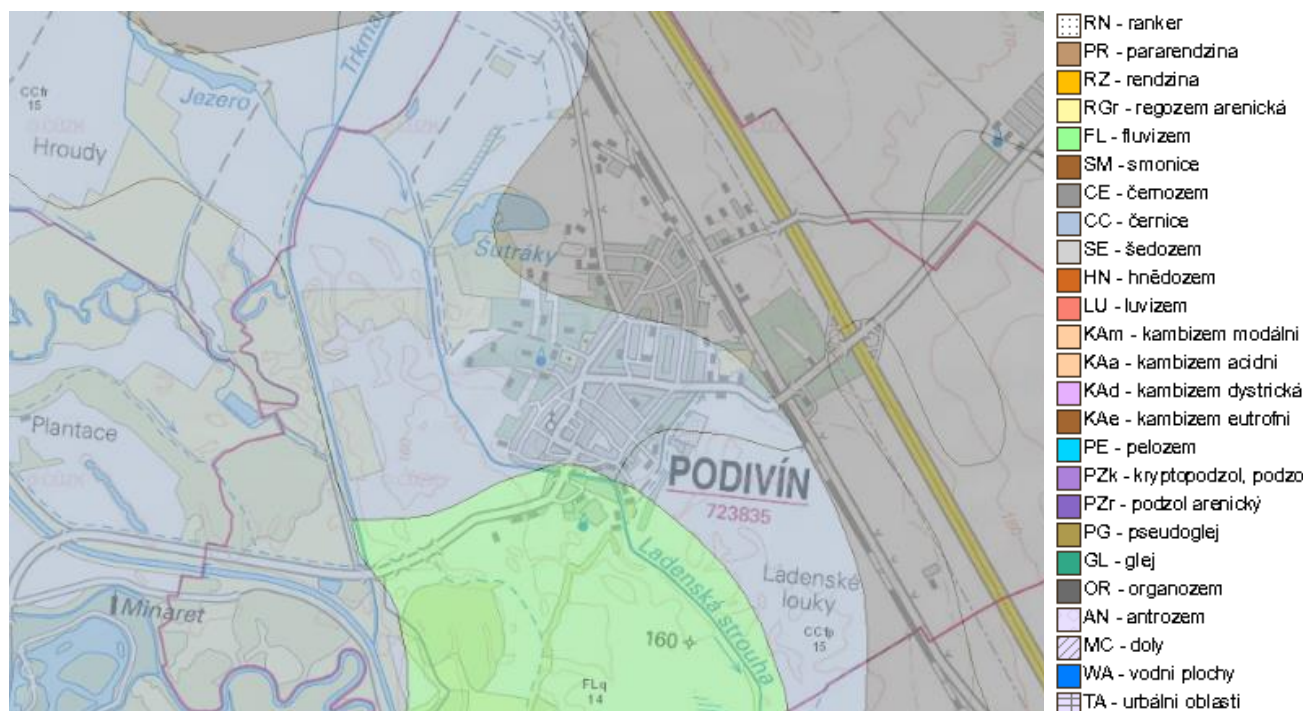 Trkma
CCfr
15
Jezero
Hroudy
Šutráky
Plantace
PODIVÍN
723835
Ladenská strouha
Ladenské
louky
CCfp
15
Minaret
160
FLq
14
170
190
RN - ranker
PR - pararendzina
RZ - rendzina
RGr - regozem arenická
FL - fluvizem
SM - smonice
CE - černozem
CC - černice
SE - šedozem
HN - hnědozem
LU - luvizem
KAm - kambizem modální
KAa - kambizem acidní
KAd - kambizem dystrická
KAe - kambizem eutrofní
PE - pelozem
PZk - kryptopodzol, podzo
PZr - podzol arenický
PG - pseudoglej
GL - glej
OR - organozem
AN - antrozem
MC - doly
WA - vodní plochy
TA - urbální oblasti